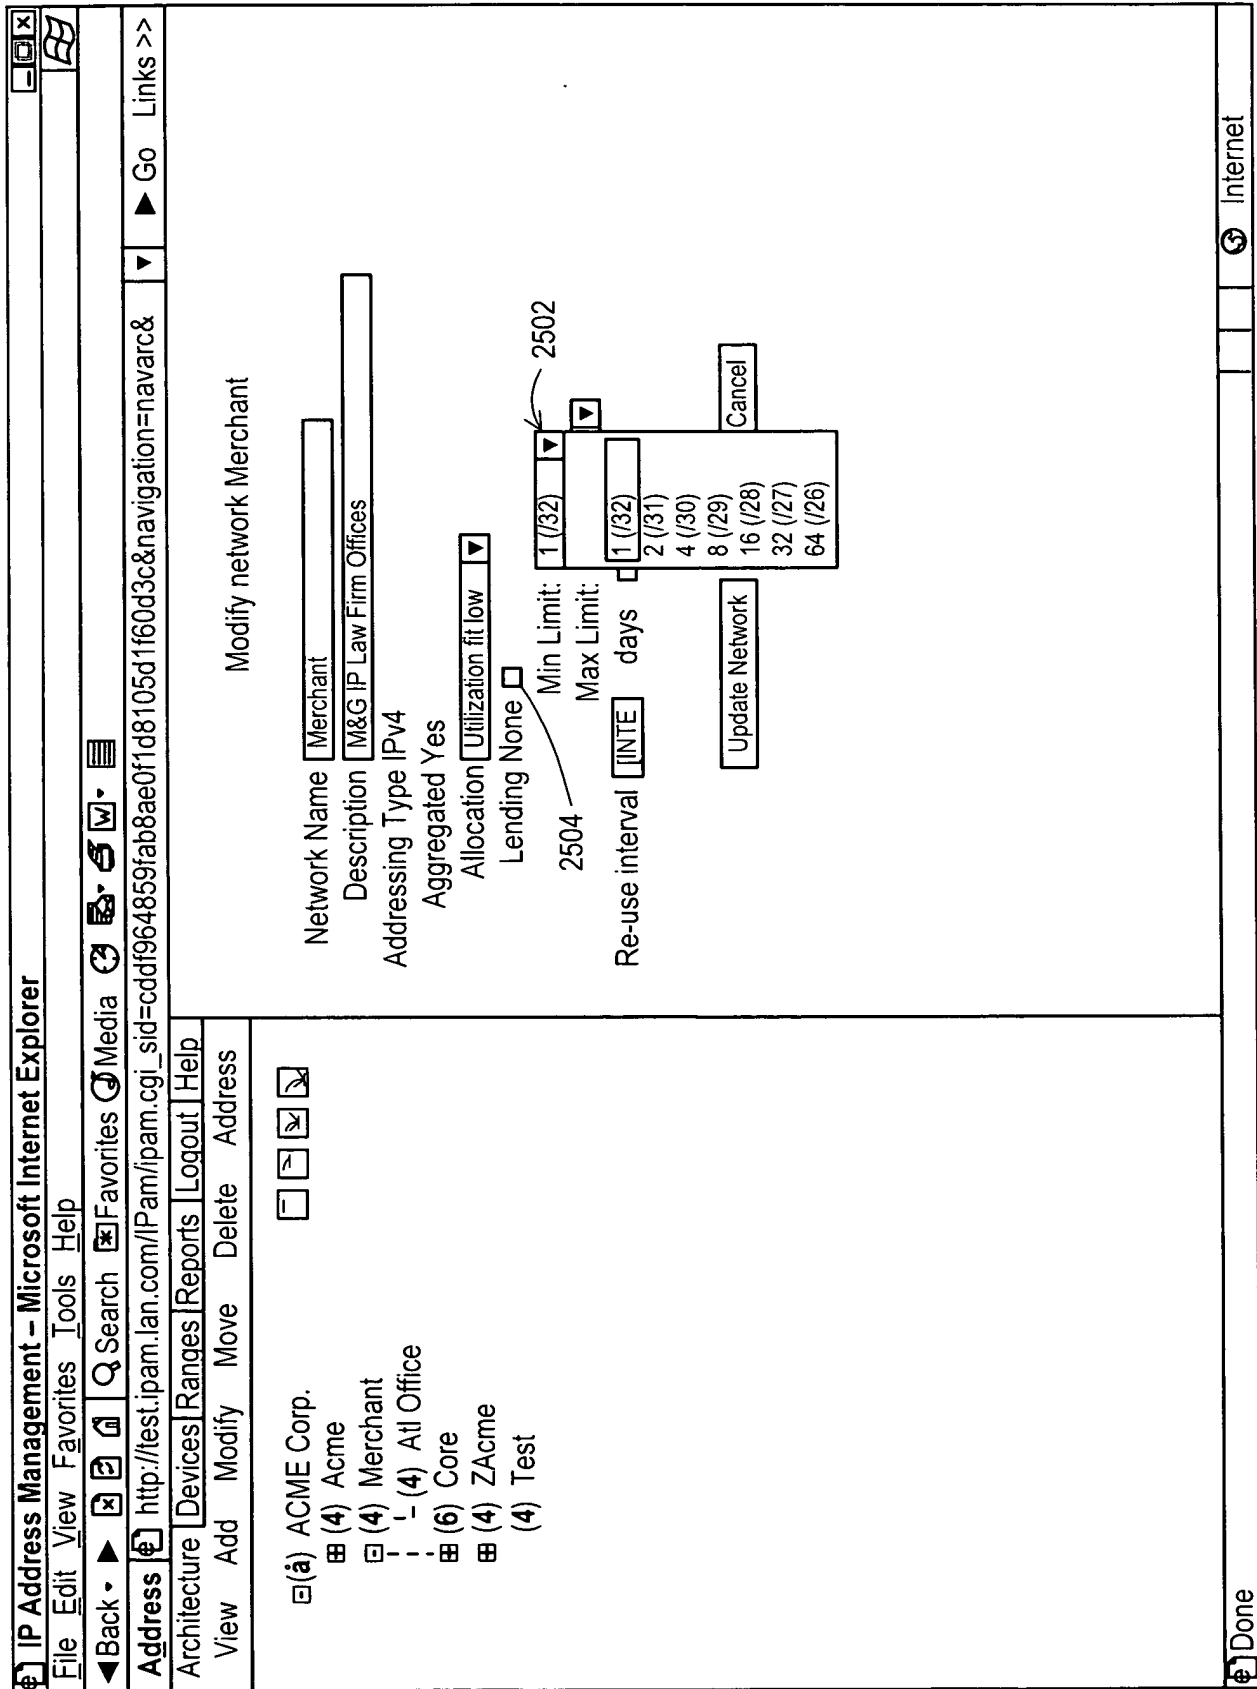 IP Address Management – Microsoft Internet Explorer
File Edit View Favorites Tools Help
Back Search Favorites Media W
Address http://test.ipam.lan.com/IPam/ipam.cgi_sid=cddf964859fab8ae0f1d8105d1f60d3c&navigation=navarc& Go Links >>
Architecture Devices Ranges Reports Logout Help
View Add Modify Move Delete Address
(å) ACME Corp.
(4) Acme
(4) Merchant
(4) Atl Office
(6) Core
(4) ZAcme
(4) Test
Modify network Merchant
Network Name Merchant
Description M&G IP Law Firm Offices
Addressing Type IPv4
Aggregated Yes
Allocation Utilization fit low
Lending None
2504
Min Limit: 1 (/32)
2502
Max Limit:
Re-use interval [INTE days
1 (/32)
2 (/31)
4 (/30)
8 (/29)
16 (/28)
32 (/27)
64 (/26)
Update Network Cancel
Done Internet